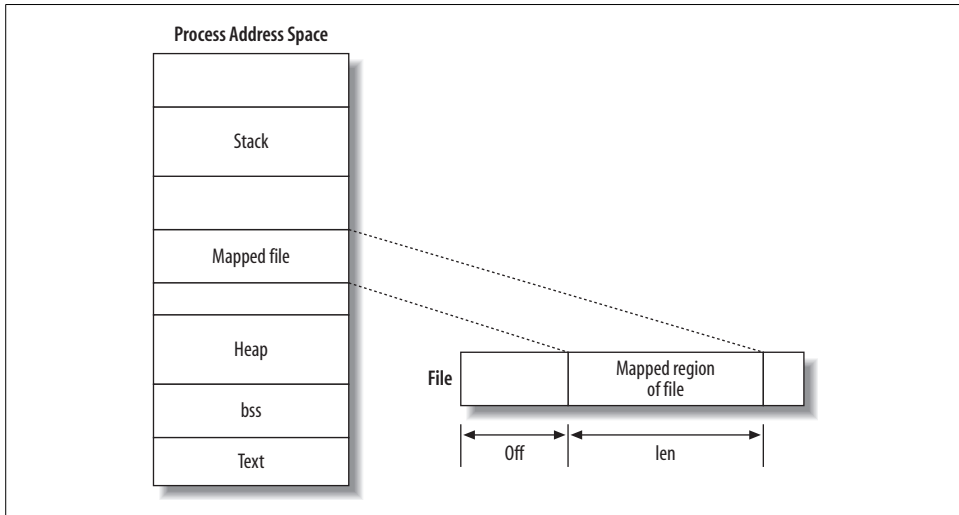 Process Address Space
Stack
Mapped file
Heap
bss
Text
File
Mapped region
of file
Off
len